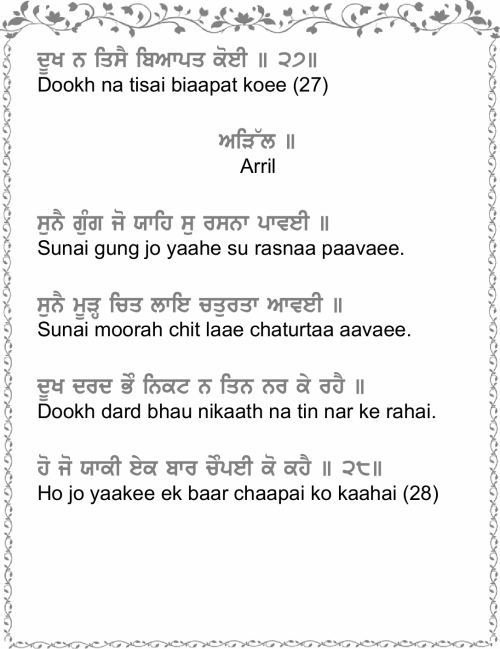 ਦੂਖ ਨ ਤਿਸੈ ਬਿਆਪਤ ਕੋਈ ॥ ੨੭॥
Dookh na tisai biaapat koee (27)
ਅੜਿੱਲ ॥
Arril
ਸੁਨੈ ਗੁੰਗ ਜੋ ਯਾਹਿ ਸੁ ਰਸਨਾ ਪਾਵਈ ॥
Sunai gung jo yaahe su rasnaa paavaee.
ਸੁਨੈ ਮੂੜ੍ਹ ਚਿਤ ਲਾਇ ਚਤੁਰਤਾ ਆਵਈ ॥
Sunai moorah chit laae chaturtaa aavaee.
ਦੂਖ ਦਰਦ ਭੌ ਨਿਕਟ ਨ ਤਿਨ ਨਰ ਕੇ ਰਹੈ ॥
Dookh dard bhau nikaath na tin nar ke rahai.
ਹੋ ਜੋ ਯਾਕੀ ਏਕ ਬਾਰ ਚੌਪਈ ਕੋ ਕਹੈ ॥ ੨੮॥
Ho jo yaakee ek baar chaapai ko kaahai (28)